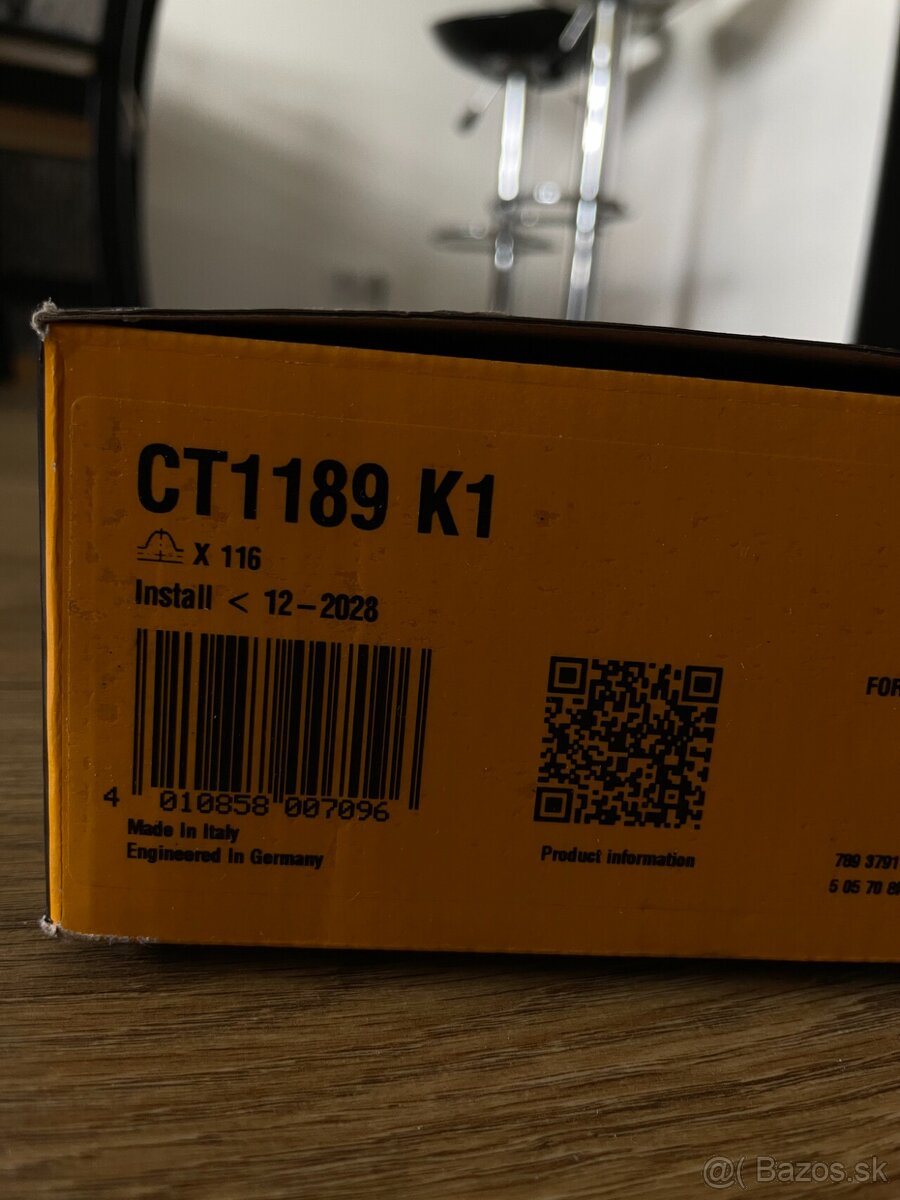 CT1189 K1
X 116
Install < 12-2028
4 010858 007096
Made In Italy
Engineered In Germany
Product information
FOR
789 3791
5 05 70
@( Bazos.sk